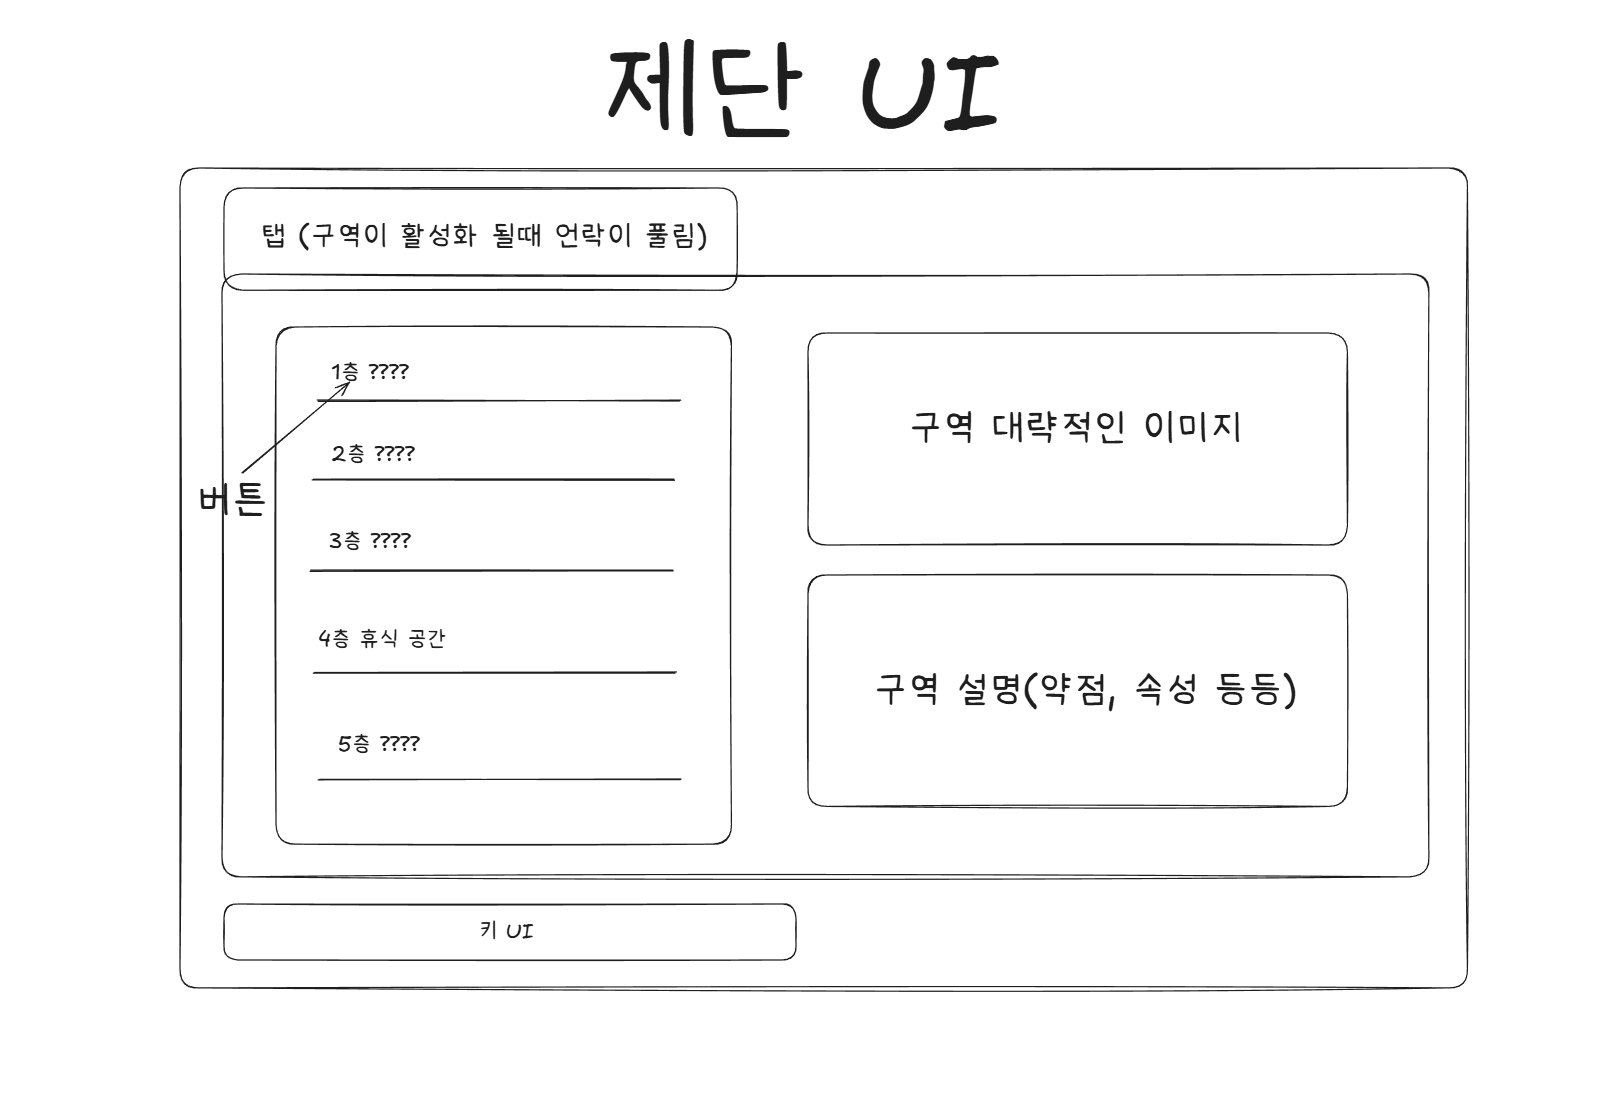 제단 UI
탭 (구역이 활성화 될때 언락이 풀림)
1층 ????
2층 ????
버튼
3층 ????
4층 휴식 공간
5층 ????
구역 대략적인 이미지
구역 설명(약점, 속성 등등)
키 UI